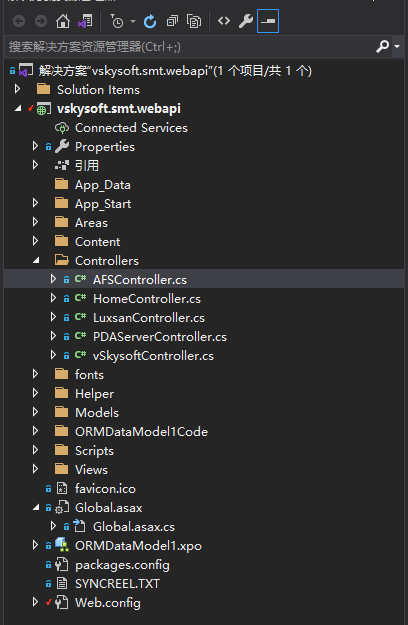 搜索解决方案资源管理器(Ctrl+;)
解决方案"vskysoft.smt.webapi"(1 个项目/共 1 个)
Solution Items
vskysoft.smt.webapi
Connected Services
Properties
引用
App_Data
App_Start
Areas
Content
Controllers
C# AFSController.cs
C# HomeController.cs
C# LuxsanController.cs
C# PDAServerController.cs
C# vSkysoftController.cs
fonts
Helper
Models
ORMDataModel1Code
Scripts
Views
favicon.ico
Global.asax
Global.asax.cs
ORMDataModel1.xpo
packages.config
SYNCREEL.TXT
Web.config